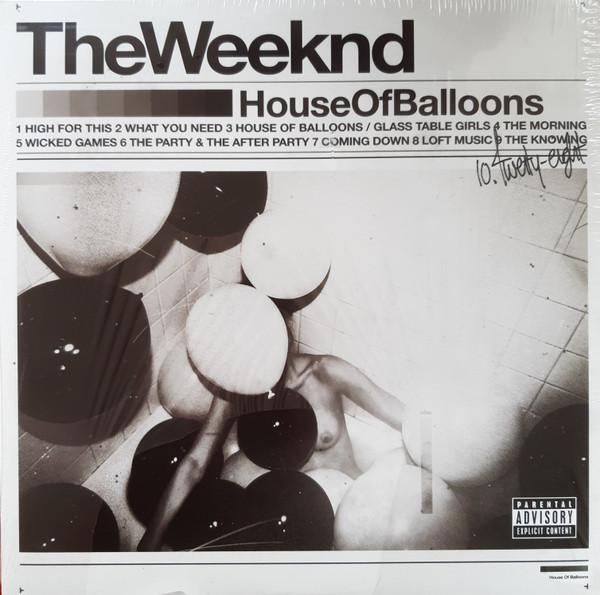 TheWeeknd
HouseOfBalloons
1 HIGH FOR THIS 2 WHAT YOU NEED 3 HOUSE OF BALLOONS / GLASS TABLE GIRLS 4 THE MORNING
5 WICKED GAMES 6 THE PARTY & THE AFTER PARTY 7 COMING DOWN 8 LOFT MUSIC 9 THE KNOWING
10. twenty-eight
PARENTAL
ADVISORY
EXPLICIT CONTENT
House Of Balloons